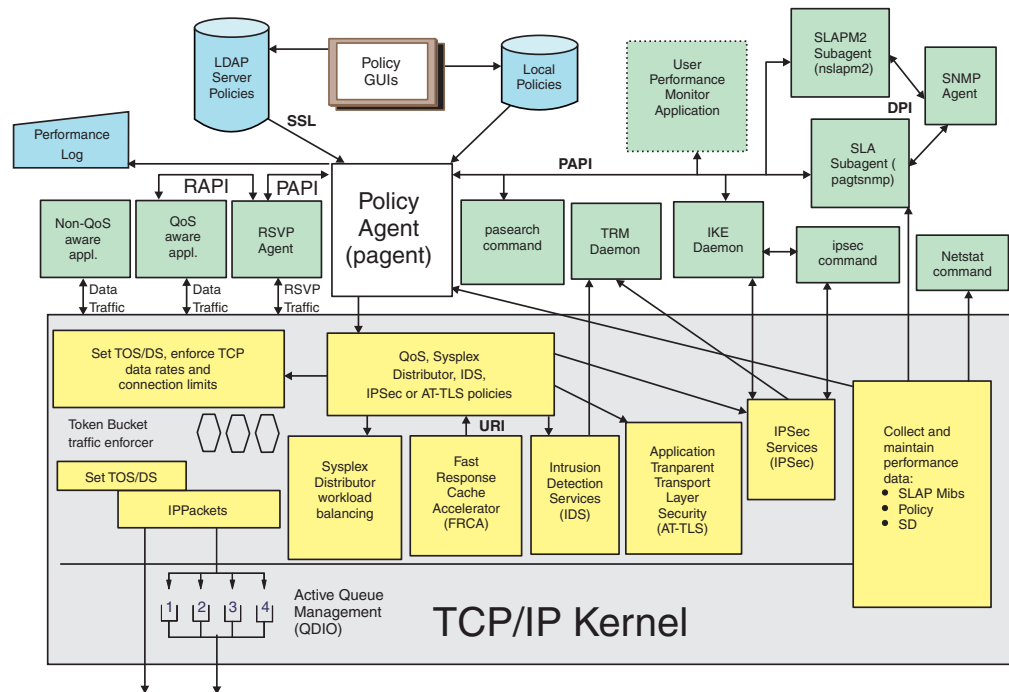 LDAP
Server
Policies
Policy
GUIs
Local
Policies
User
Performance
Monitor
Application
SLAPM2
Subagent
(nslapm2)
SNMP
Agent
DPI
SSL
Performance
Log
PAPI
SLA
Subagent (
pagtsnmp)
RAPI
PAPI
Policy
Agent
(pagent)
Non-QoS
aware
appl.
QoS
aware
appl.
RSVP
Agent
pasearch
command
TRM
Daemon
IKE
Daemon
ipsec
command
Netstat
command
Data
Traffic
Data
Traffic
RSVP
Traffic
Set TOS/DS, enforce TCP
data rates and
connection limits
QoS, Sysplex
Distributor, IDS,
IPSec or AT-TLS policies
Token Bucket
traffic enforcer
URI
Set TOS/DS
IPPackets
Sysplex
Distributor
workload
balancing
Fast
Response
Cache
Accelerator
(FRCA)
Intrusion
Detection
Services
(IDS)
Application
Tranparent
Transport
Layer
Security
(AT-TLS)
IPSec
Services
(IPSec)
Collect and
maintain
performance
data:
• SLAP Mibs
• Policy
• SD
1 2 3 4
Active Queue
Management
(QDIO)
TCP/IP Kernel